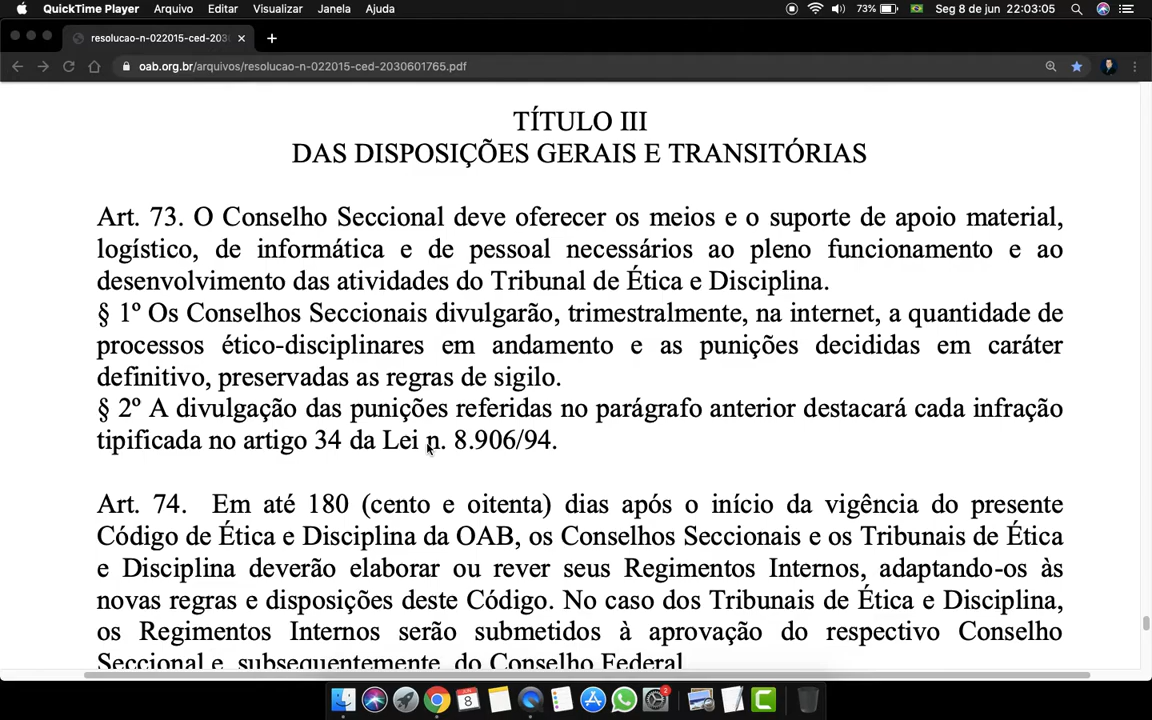 QuickTime Player Arquivo Editar Visualizar Janela Ajuda 73% Seg 8 de jun 22:03:05
resolucao-n-022015-ced-203
oab.org.br/arquivos/resolucao-n-022015-ced-2030601765.pdf
TÍTULO III
DAS DISPOSIÇÕES GERAIS E TRANSITÓRIAS
Art. 73. O Conselho Seccional deve oferecer os meios e o suporte de apoio material,
logístico, de informática e de pessoal necessários ao pleno funcionamento e ao
desenvolvimento das atividades do Tribunal de Ética e Disciplina.
§ 1º Os Conselhos Seccionais divulgarão, trimestralmente, na internet, a quantidade de
processos ético-disciplinares em andamento e as punições decididas em caráter
definitivo, preservadas as regras de sigilo.
§ 2º A divulgação das punições referidas no parágrafo anterior destacará cada infração
tipificada no artigo 34 da Lei n. 8.906/94.
Art. 74. Em até 180 (cento e oitenta) dias após o início da vigência do presente
Código de Ética e Disciplina da OAB, os Conselhos Seccionais e os Tribunais de Ética
e Disciplina deverão elaborar ou rever seus Regimentos Internos, adaptando-os às
novas regras e disposições deste Código. No caso dos Tribunais de Ética e Disciplina,
os Regimentos Internos serão submetidos à aprovação do respectivo Conselho
Seccional e, subsequentemente, do Conselho Federal.
8
2